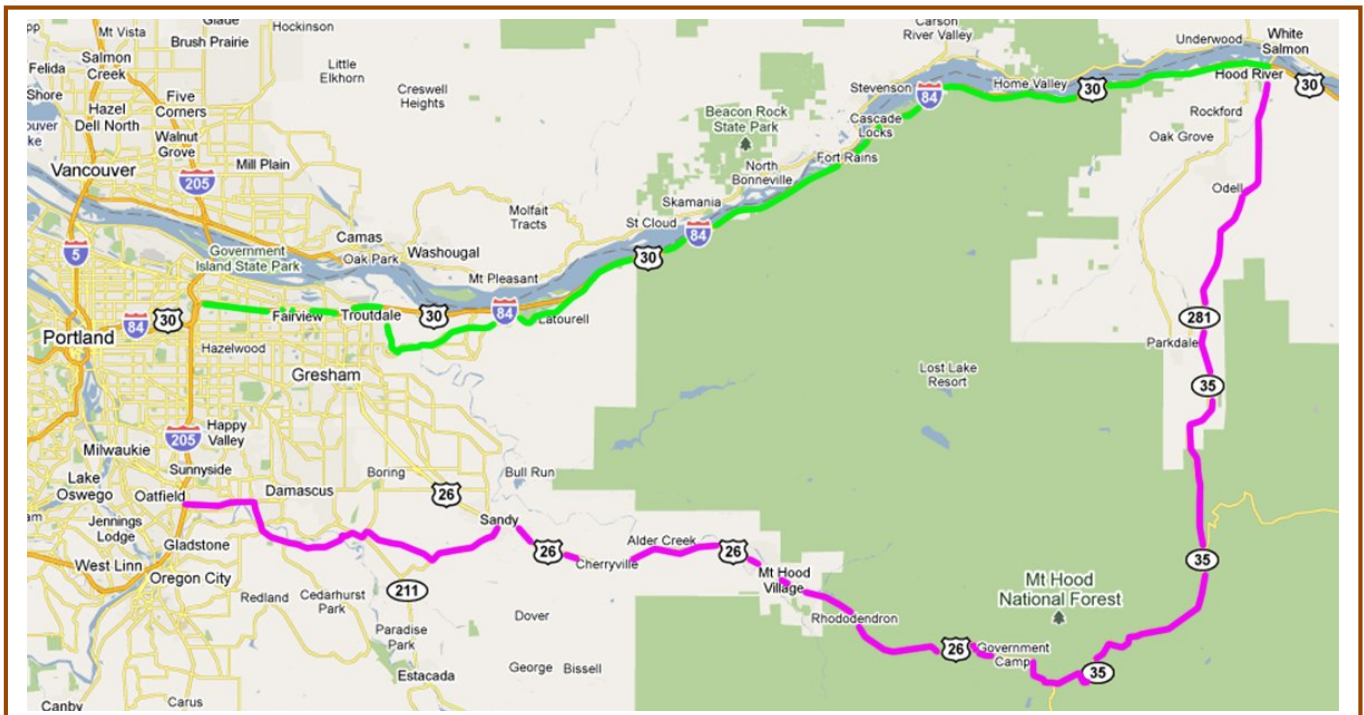 Mt Vista
Glade
Hockinson
Brush Prairie
Salmon
Creek
Felida
Shore
Little
Elkhorn
Creswell
Heights
Five
Corners
Hazel
Dell North
Walnut
Grove
Mill Plain
Vancouver
205
5
Carson
River Valley
Underwood
White
Salmon
Hood River
30
Stevenson
84
Home Valley
30
Cascade
Locks
Rockford
Oak Grove
Beacon Rock
State Park
Fort Rains
North
Bonneville
Odell
Skamania
Molfait
Tracts
St Cloud
84
30
Camas
Oak Park
Washougal
Government
Island State Park
Mt Pleasant
84
Latourell
30
Fairview
Troutdale
84
30
Portland
Hazelwood
Gresham
281
Parkdale
35
Lost Lake
Resort
Happy
Valley
205
Milwaukie
Sunnyside
Lake
Oswego
Oatfield
Damascus
Boring
26
Bull Run
Sandy
am
Jennings
Lodge
Gladstone
West Linn
Oregon City
26
Cherryville
Alder Creek
26
Mt Hood
Village
35
Mt Hood
National Forest
211
Redland
Cedarhurst
Park
Dover
Rhododendron
Paradise
Park
26
Government
Camp
35
George
Bissell
Estacada
Canby
Carus